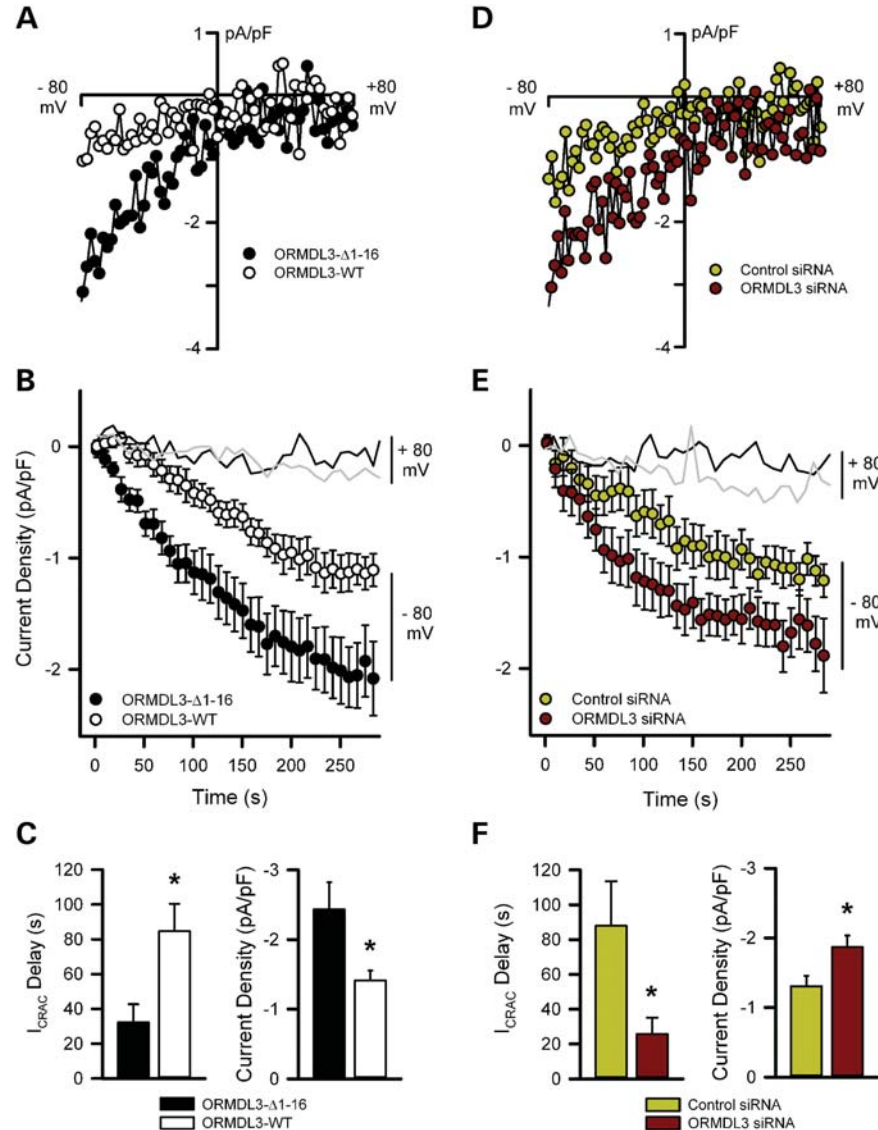 A
1
pA/pF
- 80
mV
+80
mV
-2
-4
ORMDL3-Δ1-16
ORMDL3-WT
D
1
pA/pF
- 80
mV
+80
mV
-2
-4
Control siRNA
ORMDL3 siRNA
B
Current Density (pA/pF)
0
-1
-2
+ 80
mV
- 80
mV
ORMDL3-Δ1-16
ORMDL3-WT
0 50 100 150 200 250
Time (s)
E
0
-1
-2
+ 80
mV
- 80
mV
Control siRNA
ORMDL3 siRNA
0 50 100 150 200 250
Time (s)
C
I CRAC Delay (s)
120
100
80
60
40
20
0
*
Current Density (pA/pF)
-3
-2
-1
0
*
ORMDL3-Δ1-16
ORMDL3-WT
F
I CRAC Delay (s)
120
100
80
60
40
20
0
*
Current Density (pA/pF)
-3
-2
-1
0
*
Control siRNA
ORMDL3 siRNA